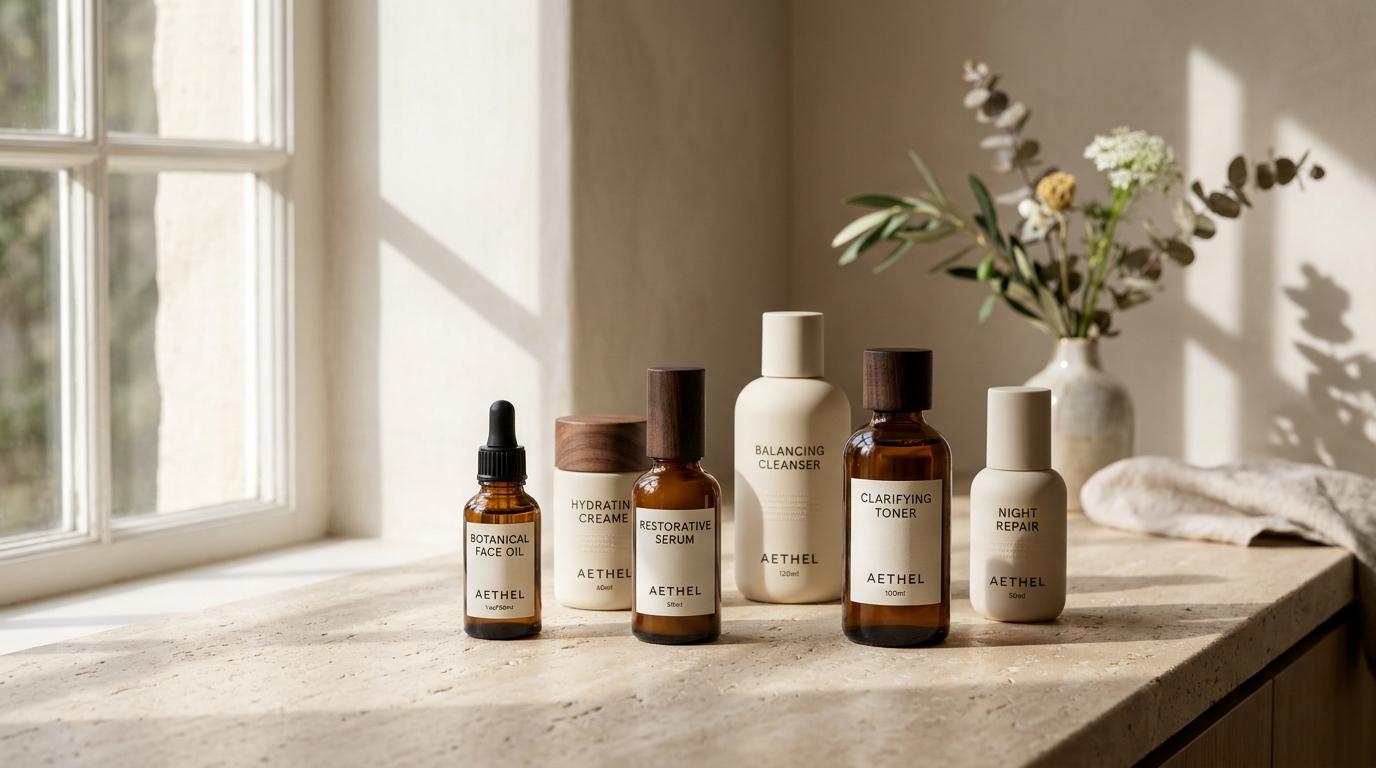 BOTANICAL
FACE OIL
AETHEL
HYDRATIN
CREAME
AETHEL
RESTORATIVE
SERUM
AETHEL
BALANCING
CLEANSER
AETHEL
120ml
CLARIFYING
TONER
AETHEL
100ml
NIGHT
REPAIR
AETHEL
50ml